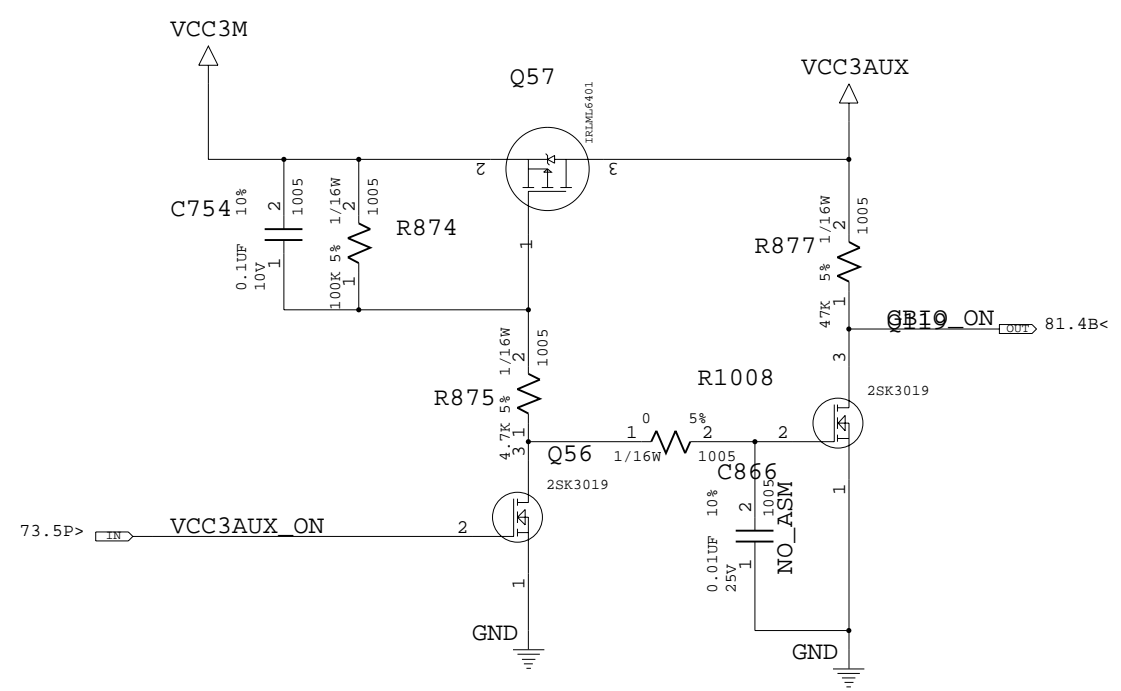 VCC3M
Q57
IRLML6401
VCC3AUX
2
3
C754
10%
2
1005
0.1UF
10V
1
1/16W
2
1005
R874
100K 5%
1
1
1/16W
2
1005
R877
47K 5%
1
GBIO_ON
Q119
OUT
81.4B<
1/16W
2
1005
R875
4.7K 5%
1
3
Q56
2SK3019
R1008
0
5%
1
2
1/16W
1005
2
3
2SK3019
1
C866
10%
2
1005
0.01UF
25V
1
NO_ASM
73.5P>
IN
VCC3AUX_ON
2
1
GND
GND